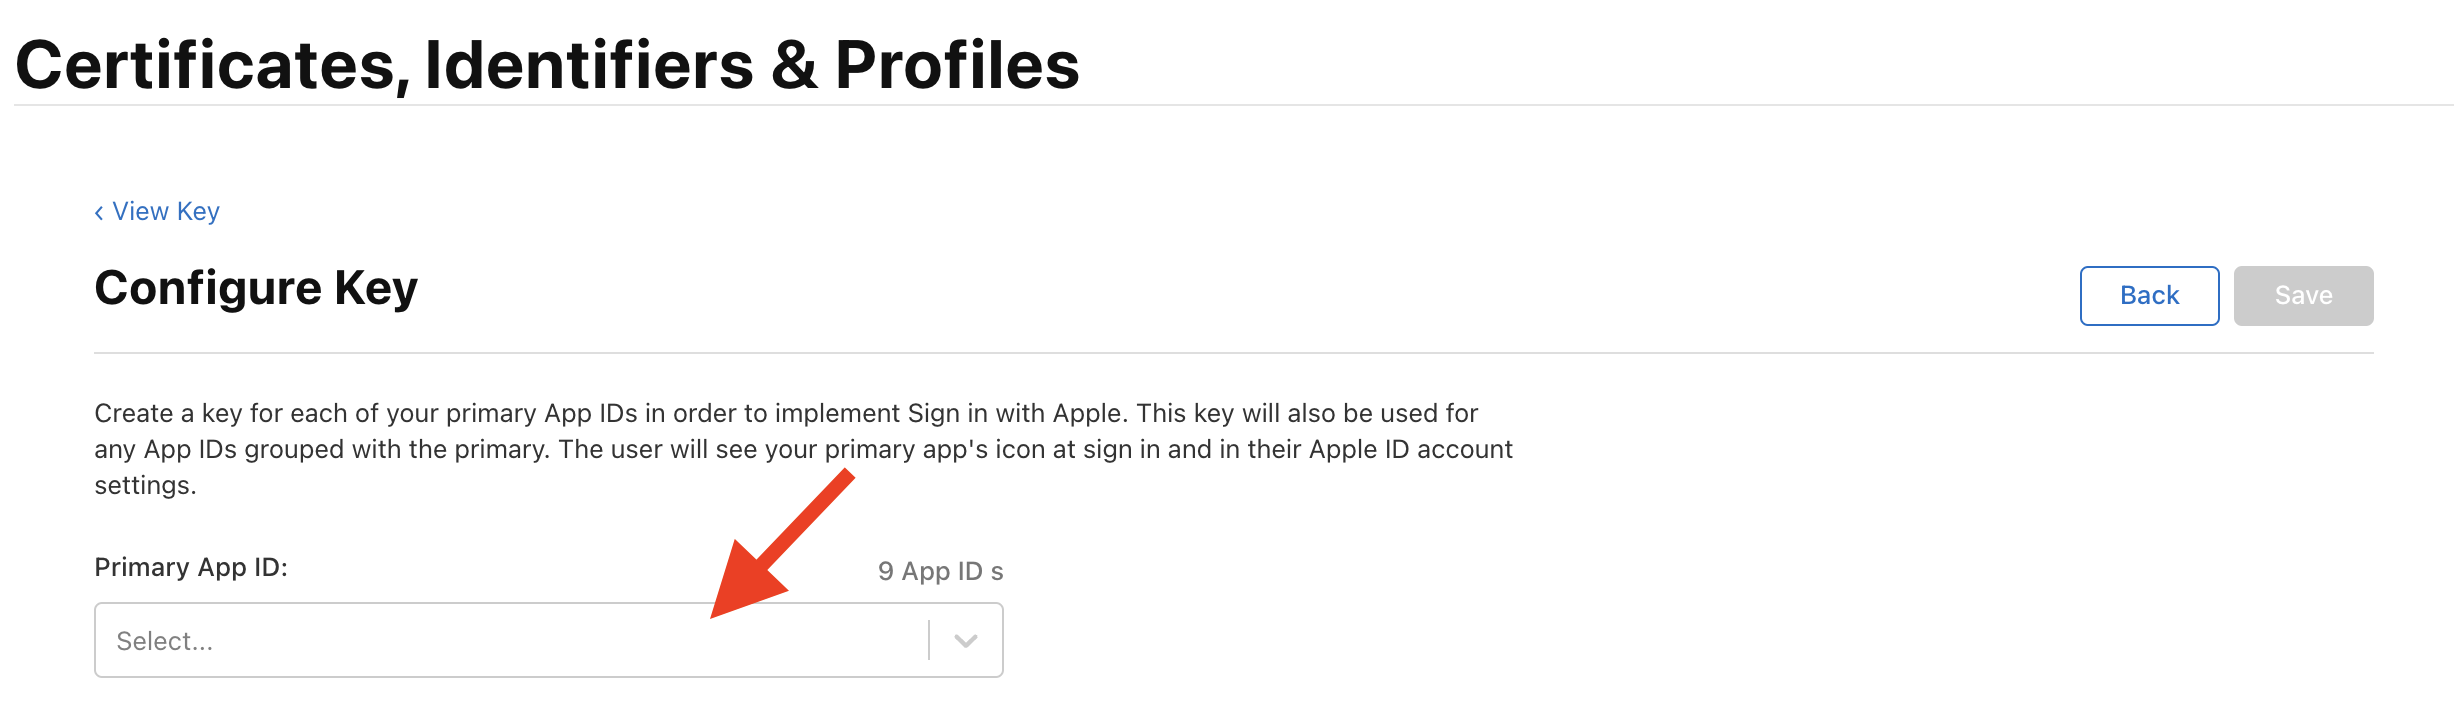 Certificates, Identifiers & Profiles
‹ View Key
Configure Key
Back
Save
Create a key for each of your primary App IDs in order to implement Sign in with Apple. This key will also be used for
any App IDs grouped with the primary. The user will see your primary app's icon at sign in and in their Apple ID account
settings.
Primary App ID:
9 App ID s
Select...